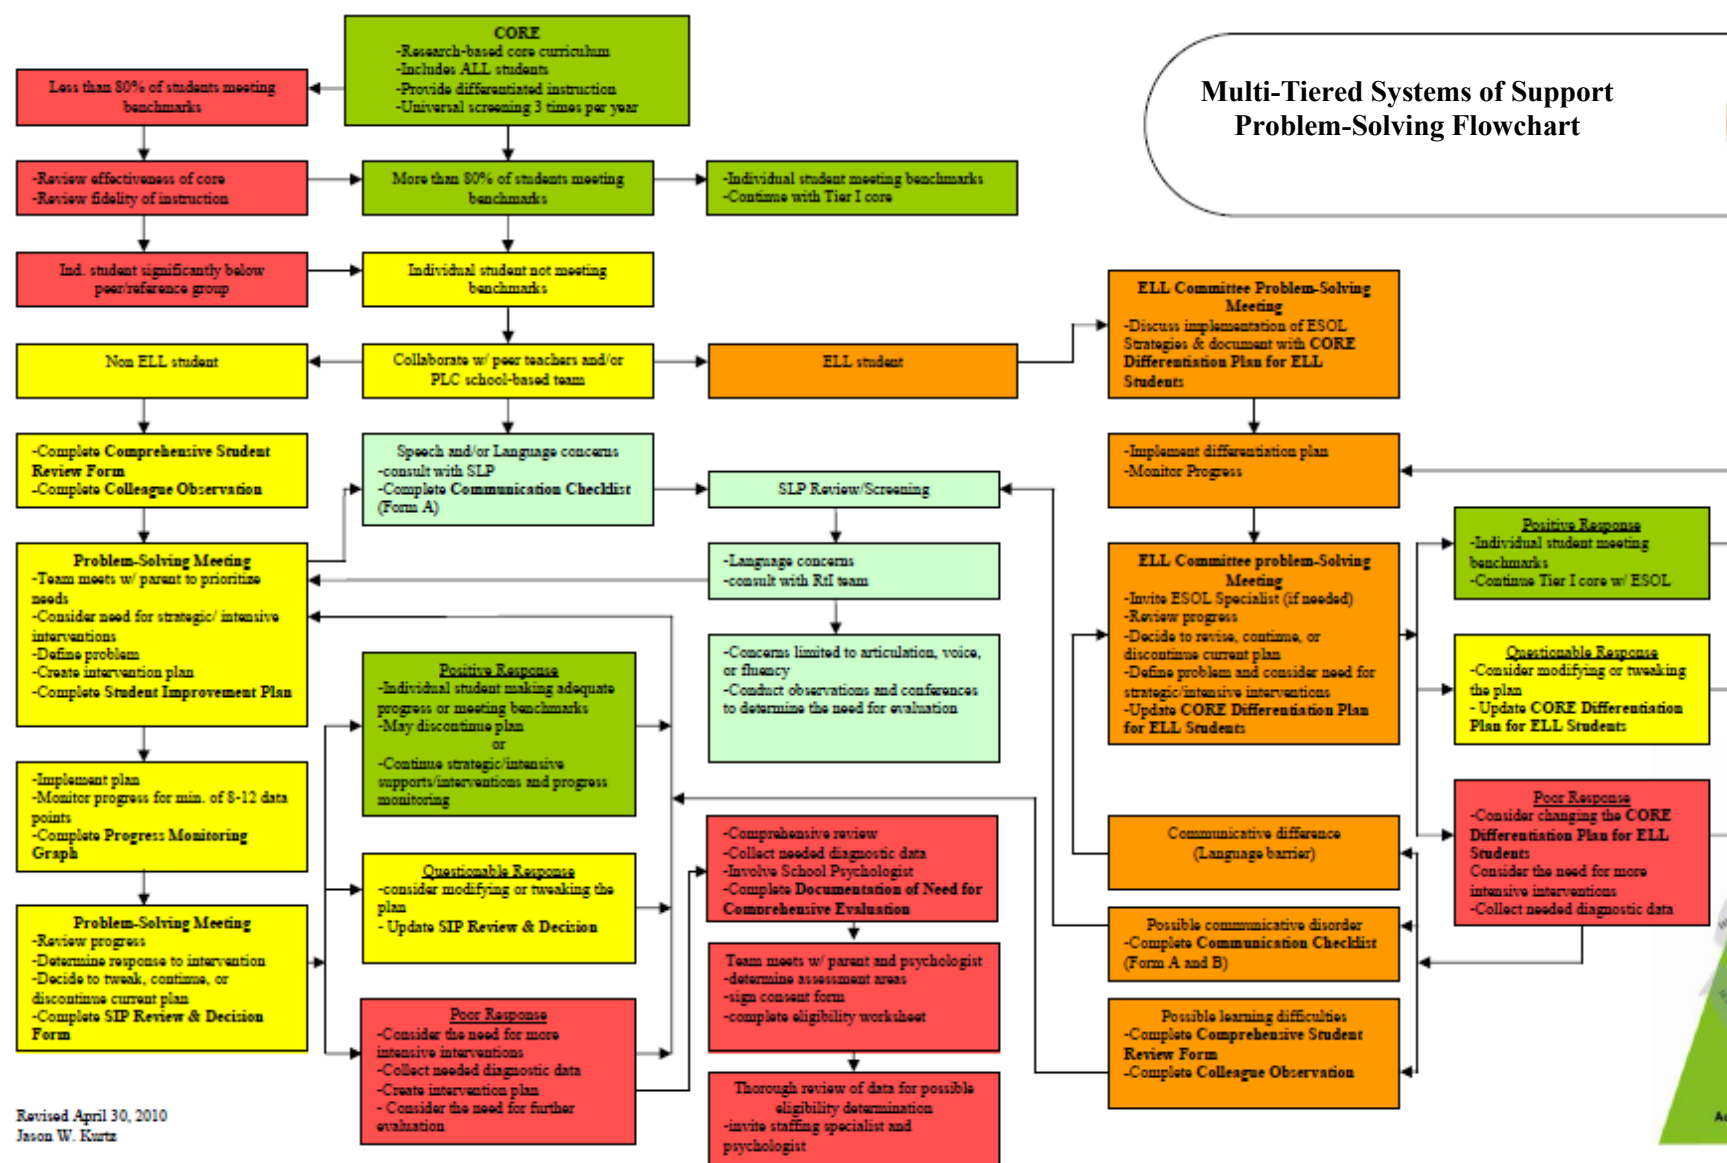 CORE
-Research-based core curriculum
-Includes ALL students
-Provide differentiated instruction
-Universal screening 3 times per year
Less than 80% of students meeting
benchmarks
Multi-Tiered Systems of Support
Problem-Solving Flowchart
-Review effectiveness of core
-Review fidelity of instruction
More than 80% of students meeting
benchmarks
-Individual student meeting benchmarks
-Continue with Tier I core
Ind. student significantly below
peer/reference group
Individual student not meeting
benchmarks
Non ELL student
Collaborate w/ peer teachers and/or
PLC school-based team
ELL student
ELL Committee Problem-Solving
Meeting
-Discuss implementation of ESOL
Strategies & document with CORE
Differentiation Plan for ELL
Students
-Complete Comprehensive Student
Review Form
-Complete Colleague Observation
Speech and/or Language concerns
-consult with SLP
-Complete Communication Checklist
(Form A)
SLP Review/Screening
-Implement differentiation plan
-Monitor Progress
Problem-Solving Meeting
-Team meets w/ parent to prioritize
needs
-Consider need for strategic/ intensive
interventions
-Define problem
-Create intervention plan
-Complete Student Improvement Plan
-Language concerns
-consult with RtI team
ELL Committee problem-Solving
Meeting
-Invite ESOL Specialist (if needed)
-Review progress
-Decide to revise, continue, or
discontinue current plan
-Define problem and consider need for
strategic/intensive interventions
-Update CORE Differentiation Plan
for ELL Students
Positive Response
-Individual student meeting
benchmarks
-Continue Tier I core w/ ESOL
-Concerns limited to articulation, voice,
or fluency
-Conduct observations and conferences
to determine the need for evaluation
Questionable Response
-Consider modifying or tweaking
the plan
- Update CORE Differentiation
Plan for ELL Students
Positive Response
-Individual student making adequate
progress or meeting benchmarks
-May discontinue plan
or
-Continue strategic/intensive
supports/interventions and progress
monitoring
-Implement plan
-Monitor progress for min. of 8-12 data
points
-Complete Progress Monitoring
Graph
Poor Response
-Consider changing the CORE
Differentiation Plan for ELL
Students
Consider the need for more
intensive interventions
-Collect needed diagnostic data
-Comprehensive review
-Collect needed diagnostic data
-Involve School Psychologist
-Complete Documentation of Need for
Comprehensive Evaluation
Communicative difference
(Language barrier)
Questionable Response
-consider modifying or tweaking the
plan
- Update SIP Review & Decision
Problem-Solving Meeting
-Review progress
-Determine response to intervention
-Decide to tweak, continue, or
discontinue current plan
-Complete SIP Review & Decision
Form
Possible communicative disorder
-Complete Communication Checklist
(Form A and B)
Team meets w/ parent and psychologist
-determine assessment areas
-sign consent form
-complete eligibility worksheet
Poor Response
-Consider the need for more
intensive interventions
-Collect needed diagnostic data
-Create intervention plan
- Consider the need for further
evaluation
Possible learning difficulties
-Complete Comprehensive Student
Review Form
-Complete Colleague Observation
Thorough review of data for possible
eligibility determination
-invite staffing specialist and
psychologist
Revised April 30, 2010
Jason W. Kurtz